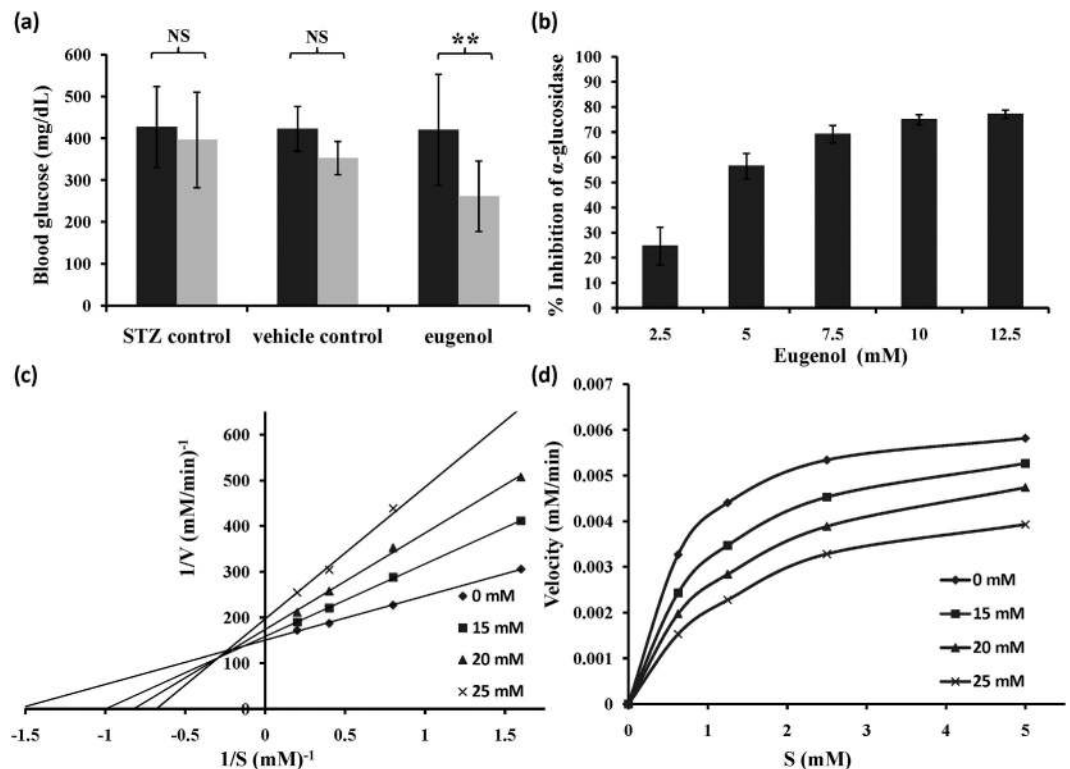 (a)
NS
NS
**
600
500
400
300
200
100
0
Blood glucose (mg/dL)
STZ control
vehicle control
eugenol
(b)
100
90
80
70
60
50
40
30
20
10
0
% Inhibition of α-glucosidase
2.5
5
7.5
10
12.5
Eugenol (mM)
(c)
600
500
400
300
200
100
0
1/V (mM/min)-1
-1.5
-1
-0.5
0
0.5
1
1.5
1/S (mM)-1
0 mM
15 mM
20 mM
25 mM
(d)
0.007
0.006
0.005
0.004
0.003
0.002
0.001
0
Velocity (mM/min)
0
1
2
3
4
5
S (mM)
0 mM
15 mM
20 mM
25 mM